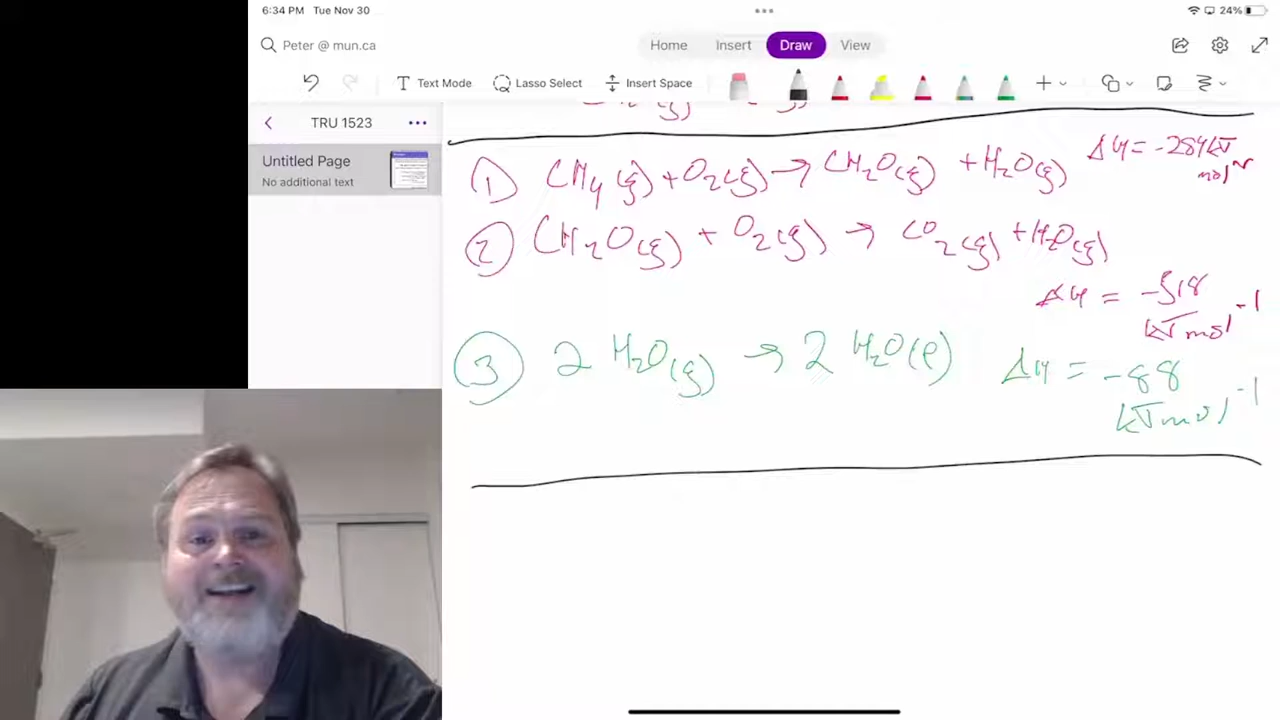 6:34 PM Tue Nov 30
24%
Peter @ mun.ca
Home Insert Draw View
Text Mode Lasso Select Insert Space
TRU 1523
Untitled Page
No additional text
① CH₄(g) + O₂(g) → CH₂O(g) + H₂O(g) ΔH = -284 kJ
② CH₂O(g) + O₂(g) → CO₂(g) + H₂O(g)
ΔH = -518
kJ mol⁻¹
③ 2 H₂O(g) → 2 H₂O(l) ΔH = -88
kJ mol⁻¹